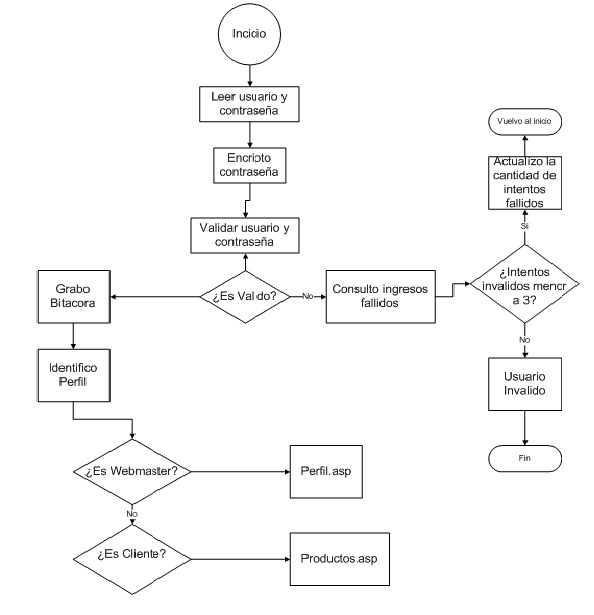 Incicio
Leer usuario y
contraseña
Encripto
contraseña
Validar usuario y
contraseña
¿Es Valido?
No
Consulto ingresos
fallidos
¿Intentos
invalidos menor
a 3?
Si
Actualizo la
cantidad de
intentos
fallidos
Vuelvo al inicio
No
Usuario
Invalido
Fin
Grabo
Bitacora
Identifico
Perfil
¿Es Webmaster?
Perfil.asp
No
¿Es Cliente?
Productos.asp